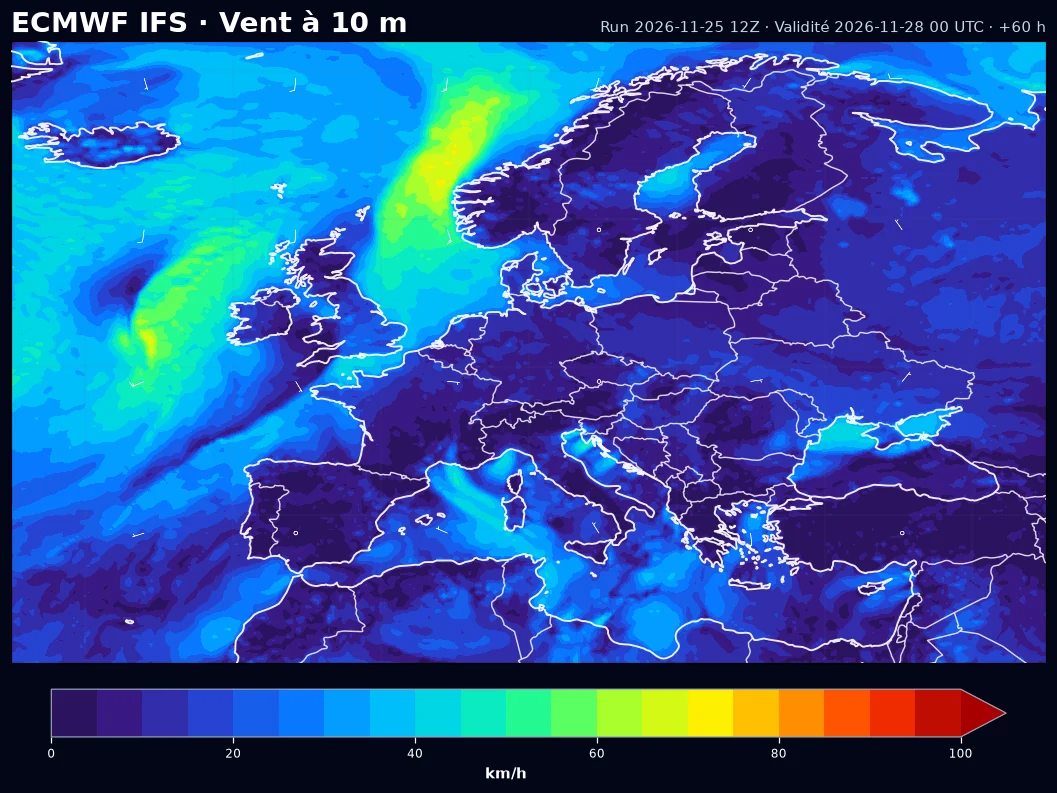 ECMWF IFS · Vent à 10 m
Run 2026-11-25 12Z · Validité 2026-11-28 00 UTC · +60 h
0 20 40 60 80 100
km/h